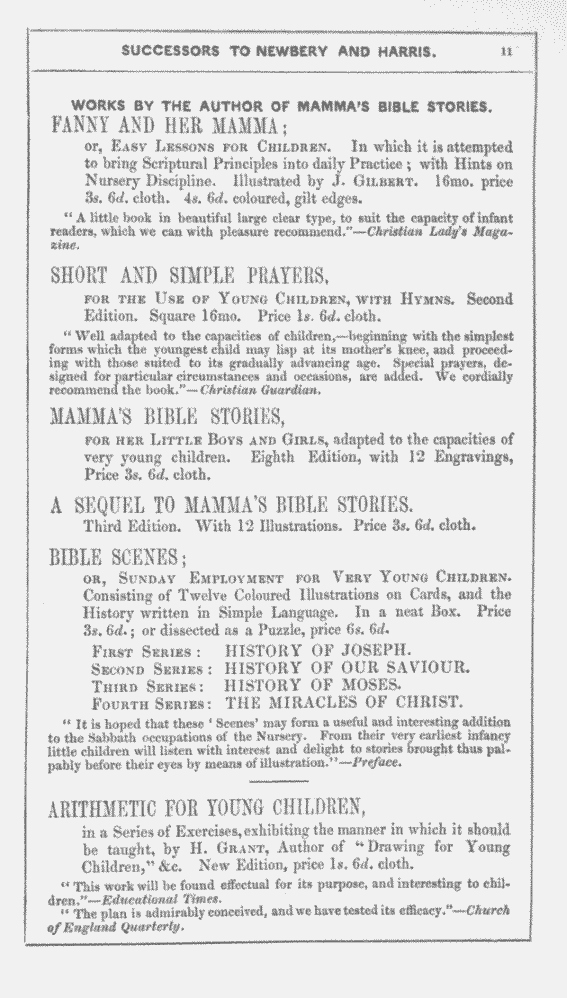 SUCCESSORS TO NEWBERY AND HARRIS. 11
WORKS BY THE AUTHOR OF MAMMA'S BIBLE STORIES.
FANNY AND HER MAMMA;
or, EASY LESSONS FOR CHILDREN. In which it is attempted
to bring Scriptural Principles into daily Practice; with Hints on
Nursery Discipline. Illustrated by J. GILBERT. 16mo. price
3s. 6d. cloth. 4s. 6d. coloured, gilt edges.
"A little book in beautiful large clear type, to suit the capacity of infant
readers, which we can with pleasure recommend."—Christian Lady's Maga-
zine.
SHORT AND SIMPLE PRAYERS,
FOR THE USE OF YOUNG CHILDREN, WITH HYMNS. Second
Edition. Square 16mo. Price 1s. 6d. cloth.
"Well adapted to the capacities of children,—beginning with the simplest
forms which the youngest child may lisp at its mother's knee, and proceed-
ing with those suited to its gradually advancing age. Special prayers, de-
signed for particular circumstances and occasions, are added. We cordially
recommend the book."—Christian Guardian.
MAMMA'S BIBLE STORIES,
FOR HER LITTLE BOYS AND GIRLS, adapted to the capacities of
very young children. Eighth Edition, with 12 Engravings,
Price 3s. 6d. cloth.
A SEQUEL TO MAMMA'S BIBLE STORIES.
Third Edition. With 12 Illustrations. Price 3s. 6d. cloth.
BIBLE SCENES;
OR, SUNDAY EMPLOYMENT FOR VERY YOUNG CHILDREN.
Consisting of Twelve Coloured Illustrations on Cards, and the
History written in Simple Language. In a neat Box. Price
3s. 6d.; or dissected as a Puzzle, price 6s. 6d.
FIRST SERIES: HISTORY OF JOSEPH.
SECOND SERIES: HISTORY OF OUR SAVIOUR.
THIRD SERIES: HISTORY OF MOSES.
FOURTH SERIES: THE MIRACLES OF CHRIST.
"It is hoped that these 'Scenes' may form a useful and interesting addition
to the Sabbath occupations of the Nursery. From their very earliest infancy
little children will listen with interest and delight to stories brought thus pal-
pably before their eyes by means of illustration."—Preface.
ARITHMETIC FOR YOUNG CHILDREN,
in a Series of Exercises, exhibiting the manner in which it should
be taught, by H. GRANT, Author of "Drawing for Young
Children," &c. New Edition, price 1s. 6d. cloth.
"This work will be found effectual for its purpose, and interesting to chil-
dren."—Educational Times.
"The plan is admirably conceived, and we have tested its efficacy."—Church
of England Quarterly.